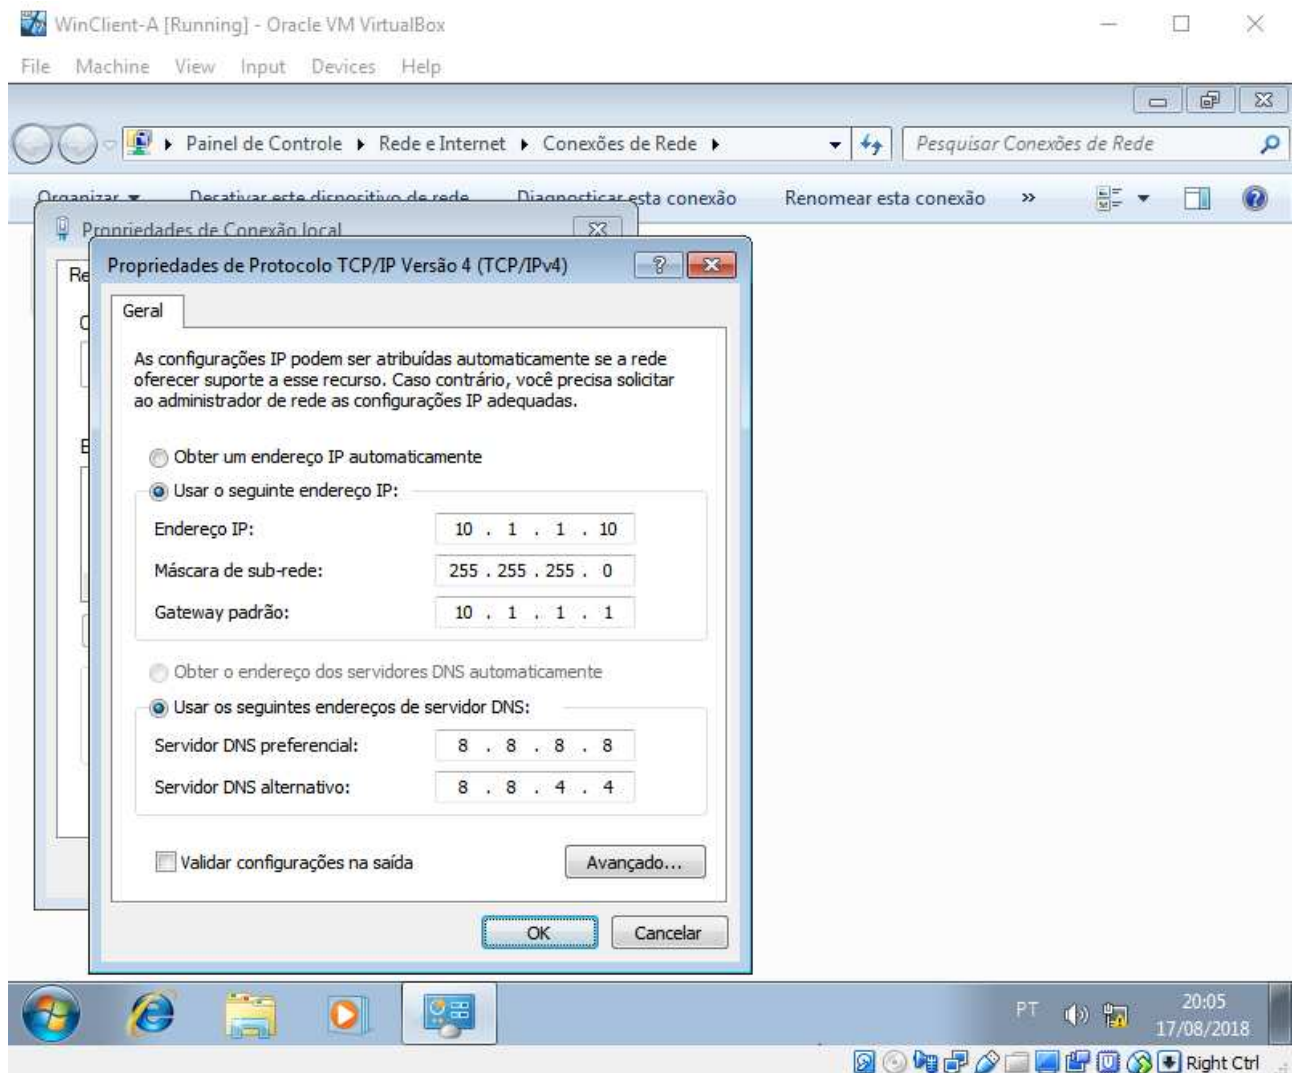 WinClient-A [Running] - Oracle VM VirtualBox
File Machine View Input Devices Help
Painel de Controle Rede e Internet Conexões de Rede
Pesquisar Conexões de Rede
Organizar Desativar este dispositivo de rede Diagnosticar esta conexão Renomear esta conexão »
Propriedades de Conexão local
Re
Propriedades de Protocolo TCP/IP Versão 4 (TCP/IPv4)
Geral
As configurações IP podem ser atribuídas automaticamente se a rede
oferecer suporte a esse recurso. Caso contrário, você precisa solicitar
ao administrador de rede as configurações IP adequadas.
Obter um endereço IP automaticamente
Usar o seguinte endereço IP:
Endereço IP: 10 . 1 . 1 . 10
Máscara de sub-rede: 255 . 255 . 255 . 0
Gateway padrão: 10 . 1 . 1 . 1
Obter o endereço dos servidores DNS automaticamente
Usar os seguintes endereços de servidor DNS:
Servidor DNS preferencial: 8 . 8 . 8 . 8
Servidor DNS alternativo: 8 . 8 . 4 . 4
Validar configurações na saída
Avançado...
OK Cancelar
PT
20:05
17/08/2018
Right Ctrl